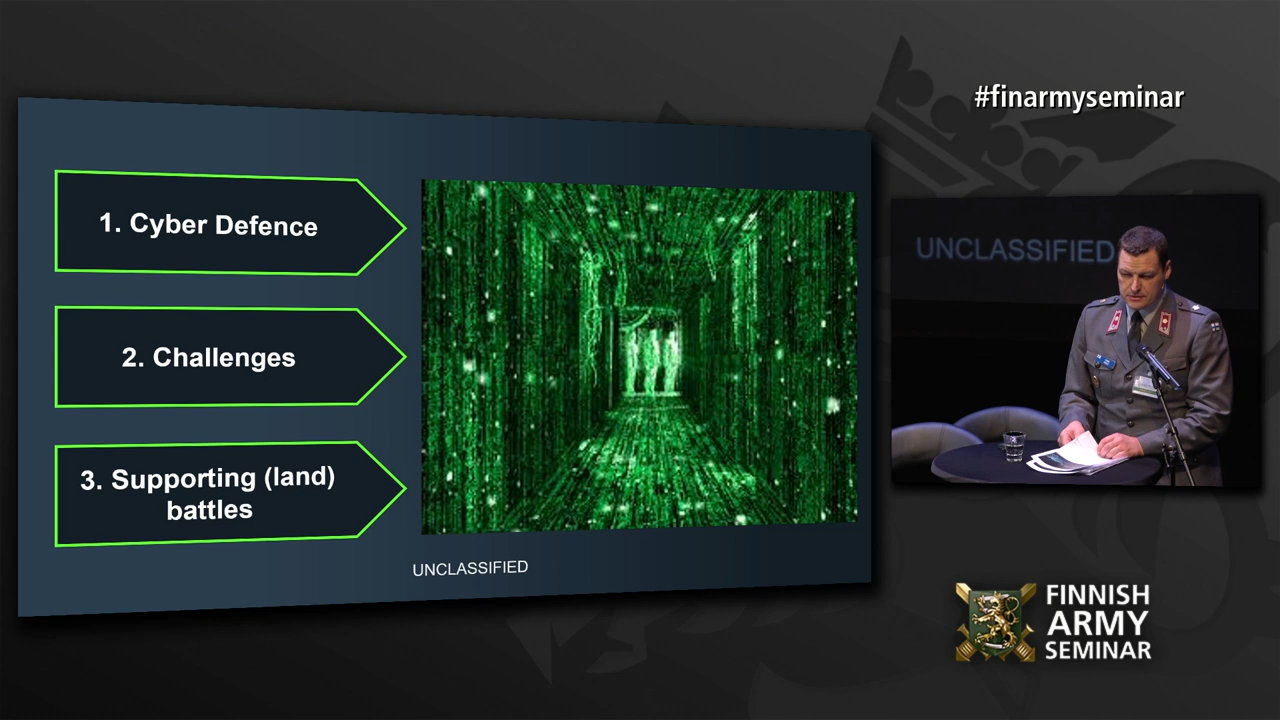 #finarmyseminar
1. Cyber Defence
2. Challenges
3. Supporting (land)
battles
UNCLASSIFIED
UNCLASSIFIED
FINNISH
ARMY
SEMINAR